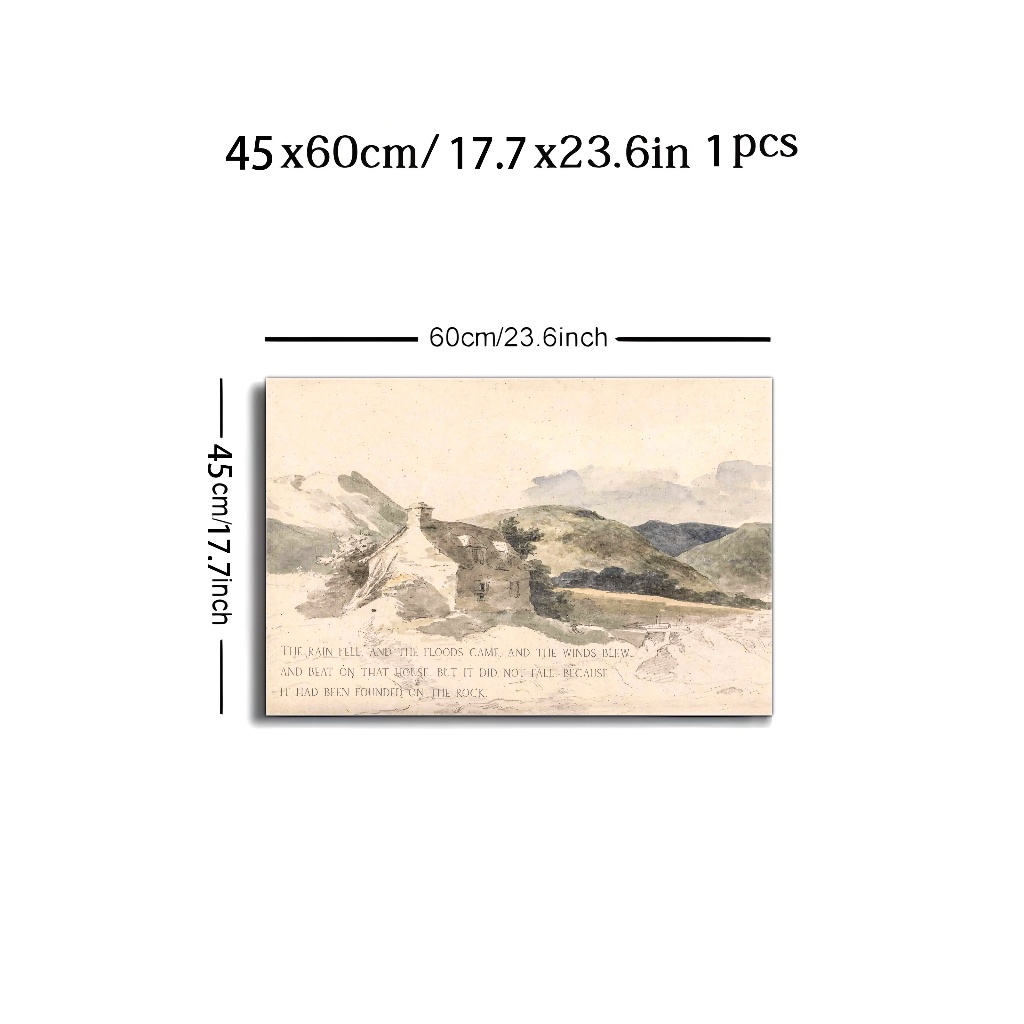 45x60cm/ 17.7x23.6in 1pcs
60cm/23.6inch
45cm/17.7inch
THE RAIN FELL, AND THE FLOODS CAME, AND THE WINDS BLEW
AND BEAT ON THAT HOUSE, BUT IT DID NOT FALL, BECAUSE
IT HAD BEEN FOUNDED ON THE ROCK.